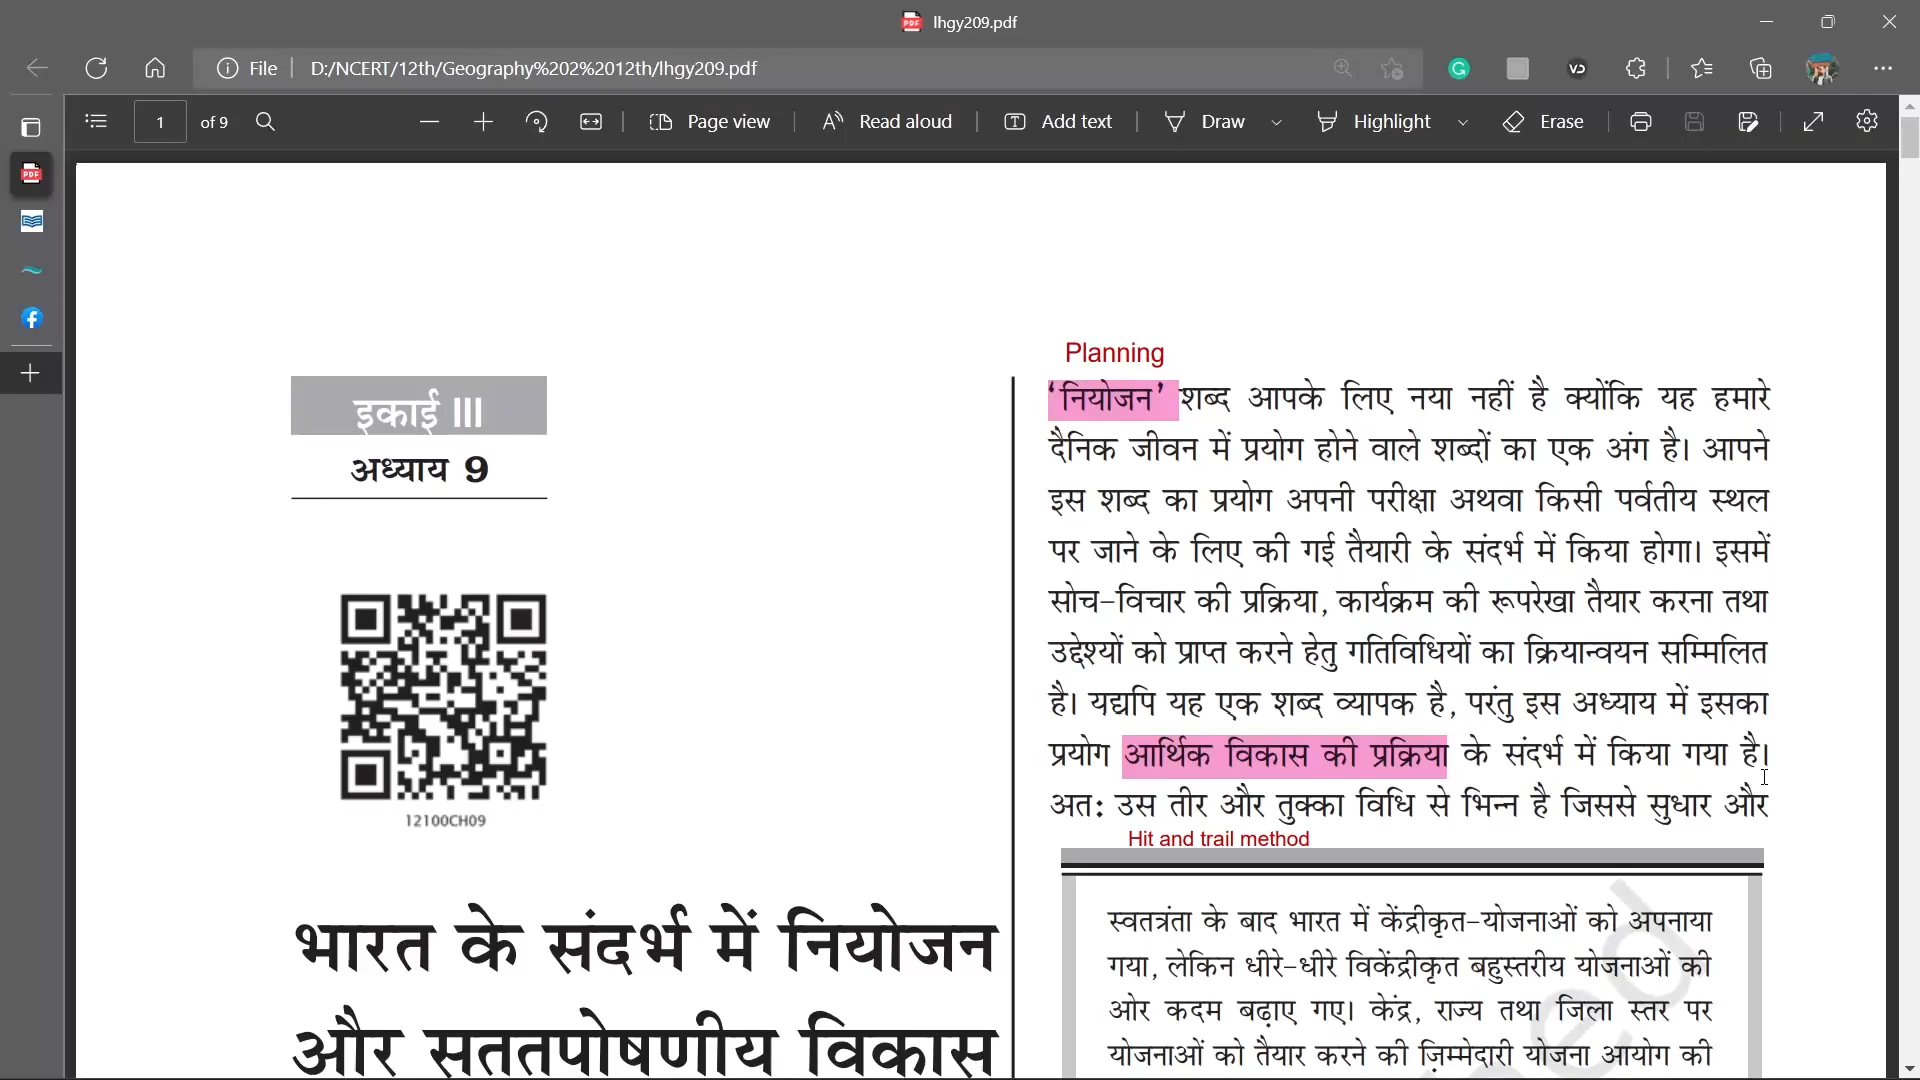 lhgy209.pdf
File
D:/NCERT/12th/Geography%202%2012th/lhgy209.pdf
1 of 9
Page view
Read aloud
Add text
Draw
Highlight
Erase
इकाई III
अध्याय 9
12100CH09
भारत के संदर्भ में नियोजन
और सततपोषणीय विकास
Planning
‘नियोजन’ शब्द आपके लिए नया नहीं है क्योंकि यह हमारे
दैनिक जीवन में प्रयोग होने वाले शब्दों का एक अंग है। आपने
इस शब्द का प्रयोग अपनी परीक्षा अथवा किसी पर्वतीय स्थल
पर जाने के लिए की गई तैयारी के संदर्भ में किया होगा। इसमें
सोच-विचार की प्रक्रिया, कार्यक्रम की रूपरेखा तैयार करना तथा
उद्देश्यों को प्राप्त करने हेतु गतिविधियों का क्रियान्वयन सम्मिलित
है। यद्यपि यह एक शब्द व्यापक है, परंतु इस अध्याय में इसका
प्रयोग आर्थिक विकास की प्रक्रिया के संदर्भ में किया गया है।
अतः उस तीर और तुक्का विधि से भिन्न है जिससे सुधार और
Hit and trail method
स्वतत्रंता के बाद भारत में केंद्रीकृत-योजनाओं को अपनाया
गया, लेकिन धीरे-धीरे विकेंद्रीकृत बहुस्तरीय योजनाओं की
ओर कदम बढ़ाए गए। केंद्र, राज्य तथा जिला स्तर पर
योजनाओं को तैयार करने की ज़िम्मेदारी योजना आयोग की